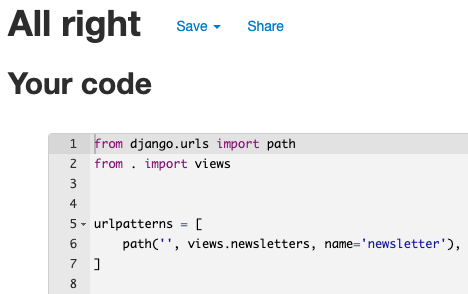 All right Save Share
Your code
1 from django.urls import path
2 from . import views
3
4
5 urlpatterns = [
6     path('', views.newsletters, name='newsletter'),
7 ]
8